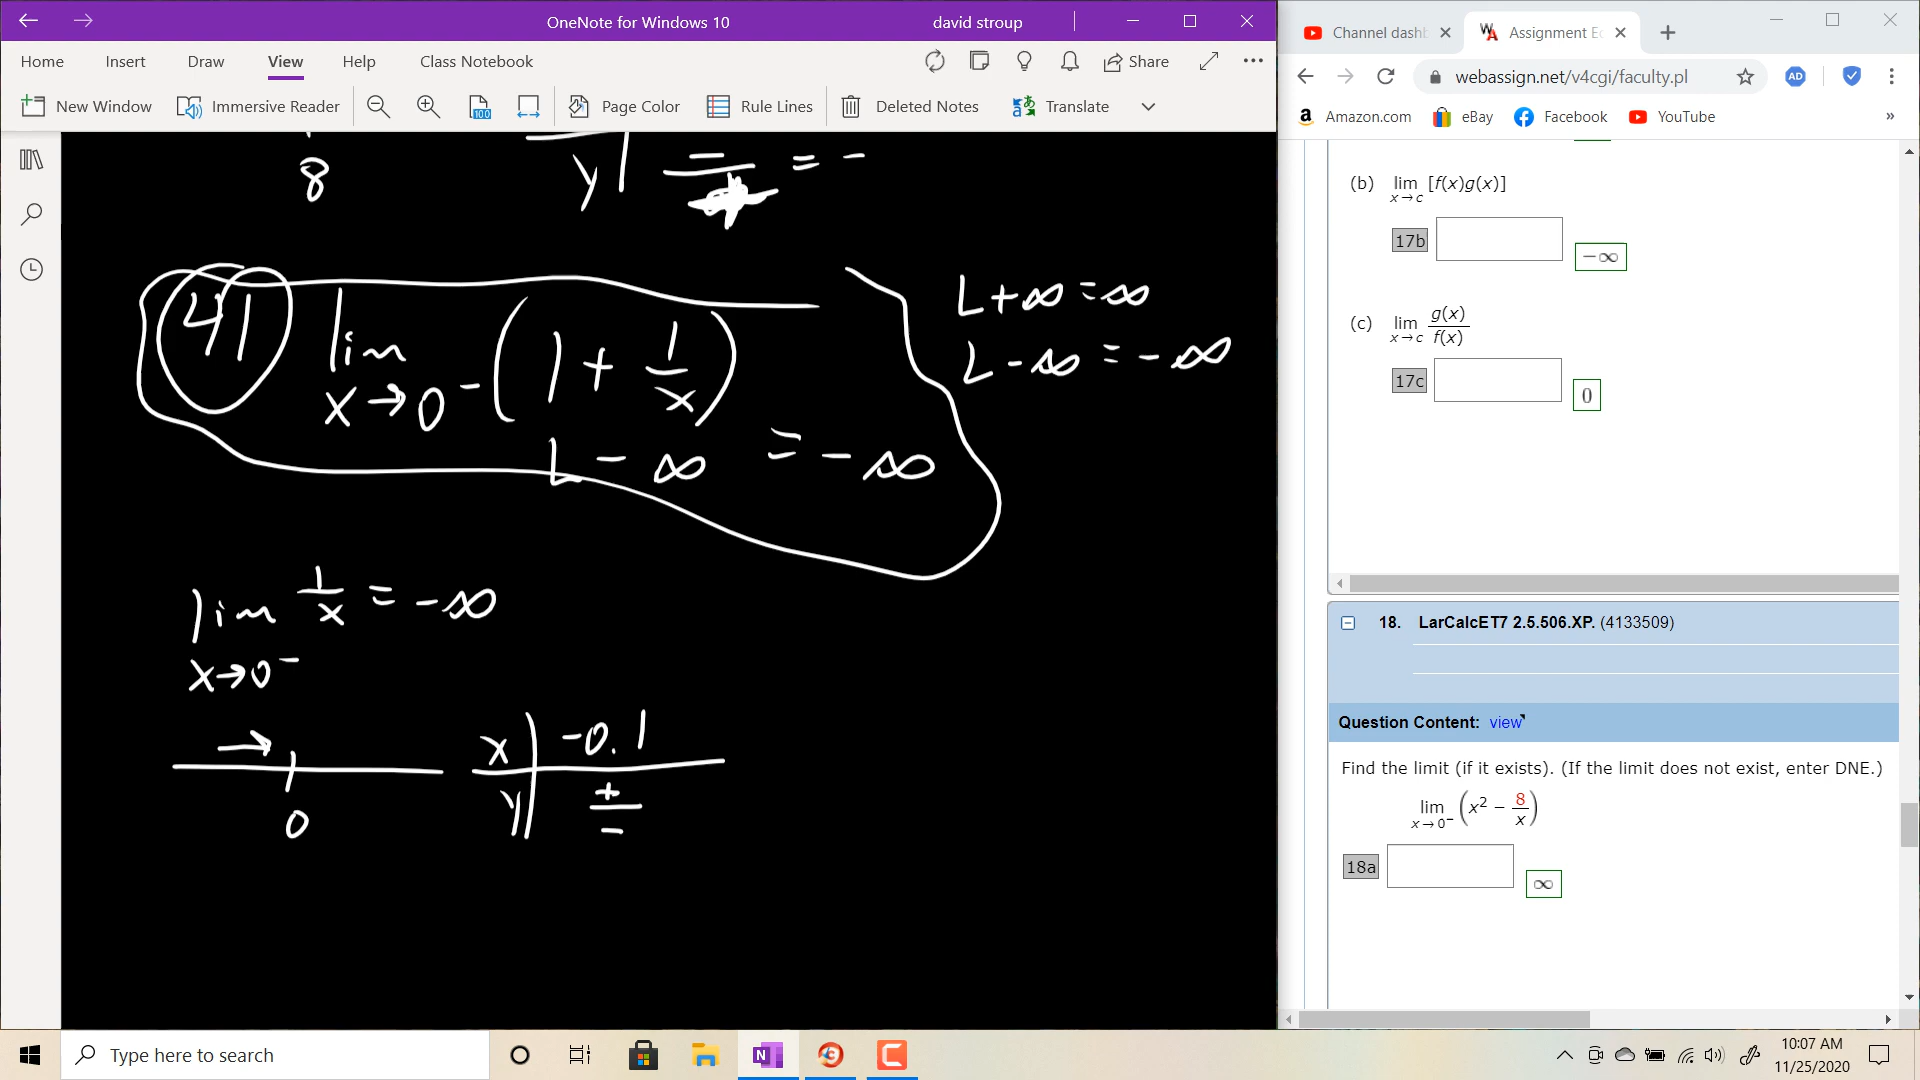 OneNote for Windows 10
david stroup
Home Insert Draw View Help Class Notebook Share
New Window Immersive Reader 100 Page Color Rule Lines Deleted Notes Translate
8
y − = −
41 lim x→0⁻ (1 + 1/x)
L − ∞ = −∞
L + ∞ = ∞
L − ∞ = −∞
lim 1/x = −∞
x→0⁻
→
0
x −0.1
y +/−
Type here to search
Channel dashb
Assignment Ec
webassign.net/v4cgi/faculty.pl
AD
Amazon.com eBay Facebook YouTube »
(b) lim x→c [f(x)g(x)]
17b
−∞
(c) lim x→c g(x)/f(x)
17c
0
18. LarCalcET7 2.5.506.XP. (4133509)
Question Content: view
Find the limit (if it exists). (If the limit does not exist, enter DNE.)
lim x→0⁻ (x² − 8/x)
18a
∞
10:07 AM
11/25/2020